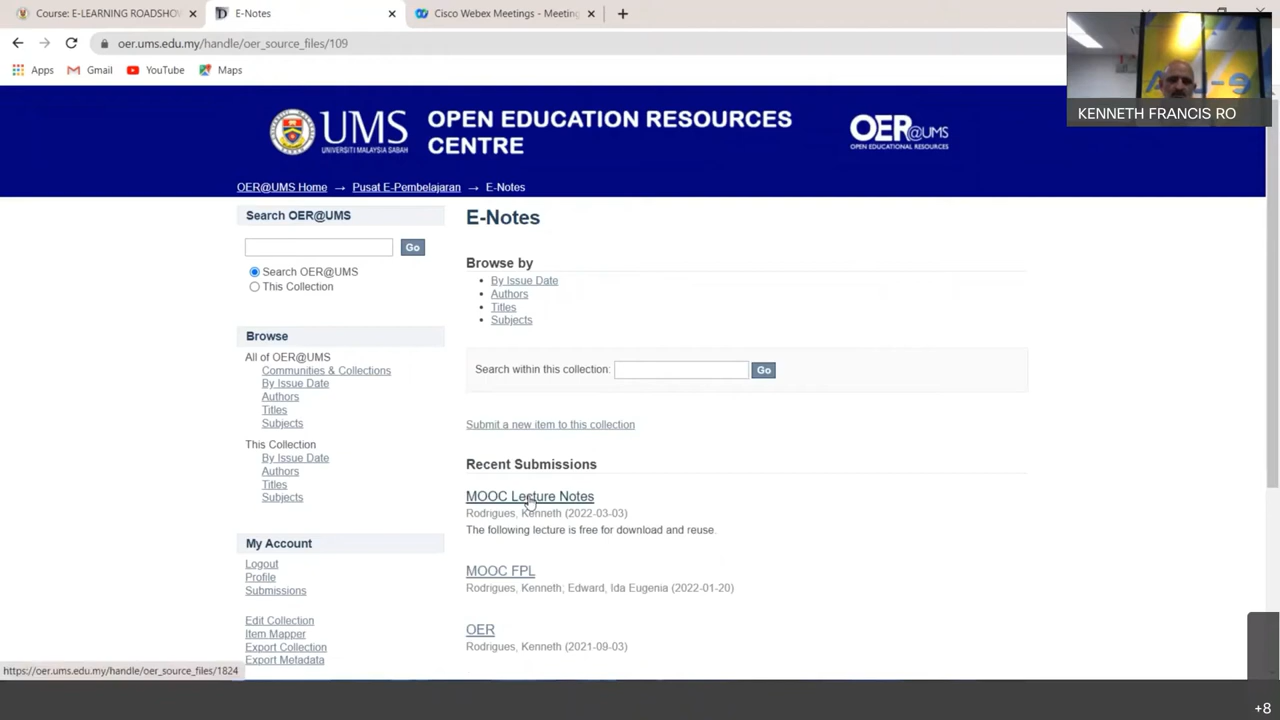 Course: E-LEARNING ROADSHOW
E-Notes
Cisco Webex Meetings - Meeting
oer.ums.edu.my/handle/oer_source_files/109
Apps
Gmail
YouTube
Maps
KENNETH FRANCIS RO
UMS
UNIVERSITI MALAYSIA SABAH
OPEN EDUCATION RESOURCES
CENTRE
OER@UMS
OPEN EDUCATIONAL RESOURCES
OER@UMS Home → Pusat E-Pembelajaran → E-Notes
Search OER@UMS
Go
Search OER@UMS
This Collection
Browse
All of OER@UMS
Communities & Collections
By Issue Date
Authors
Titles
Subjects
This Collection
By Issue Date
Authors
Titles
Subjects
My Account
Logout
Profile
Submissions
Edit Collection
Item Mapper
Export Collection
Export Metadata
E-Notes
Browse by
By Issue Date
Authors
Titles
Subjects
Search within this collection:
Go
Submit a new item to this collection
Recent Submissions
MOOC Lecture Notes
Rodrigues, Kenneth (2022-03-03)
The following lecture is free for download and reuse.
MOOC FPL
Rodrigues, Kenneth; Edward, Ida Eugenia (2022-01-20)
OER
Rodrigues, Kenneth (2021-09-03)
https://oer.ums.edu.my/handle/oer_source_files/1824
+8